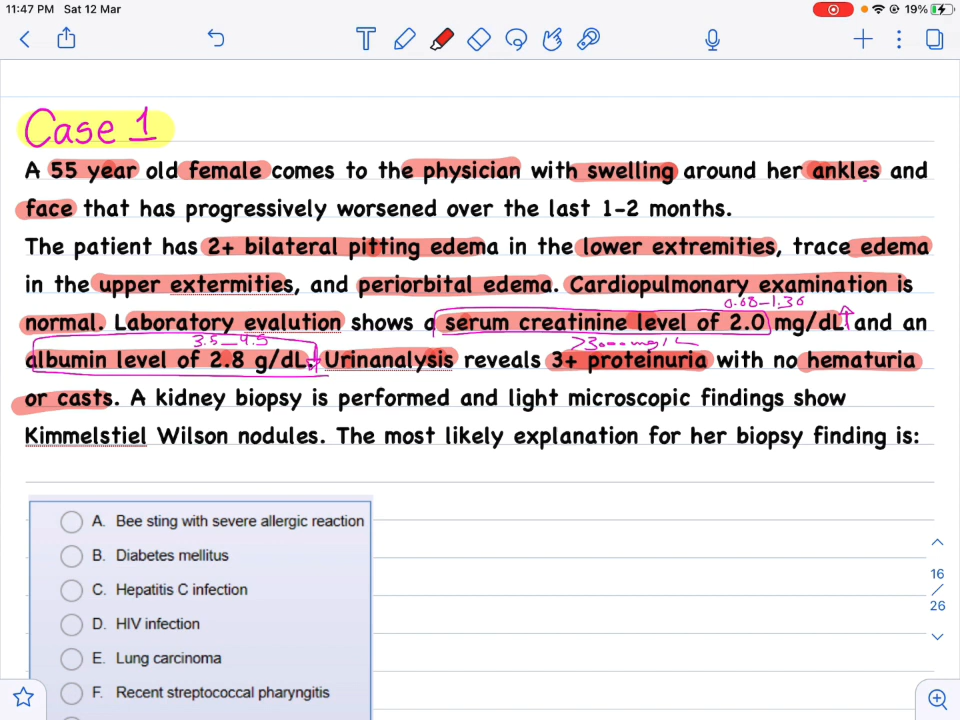 11:47 PM Sat 12 Mar
19%
Case 1
A 55 year old female comes to the physician with swelling around her ankles and
face that has progressively worsened over the last 1-2 months.
The patient has 2+ bilateral pitting edema in the lower extremities, trace edema
in the upper extermities, and periorbital edema. Cardiopulmonary examination is
0.68-1.36
normal. Laboratory evalution shows a serum creatinine level of 2.0 mg/dL and an
3.5_4.5
>3000mg/L
albumin level of 2.8 g/dL. Urinanalysis reveals 3+ proteinuria with no hematuria
or casts. A kidney biopsy is performed and light microscopic findings show
Kimmelstiel Wilson nodules. The most likely explanation for her biopsy finding is:
A. Bee sting with severe allergic reaction
B. Diabetes mellitus
C. Hepatitis C infection
D. HIV infection
E. Lung carcinoma
F. Recent streptococcal pharyngitis
16
26